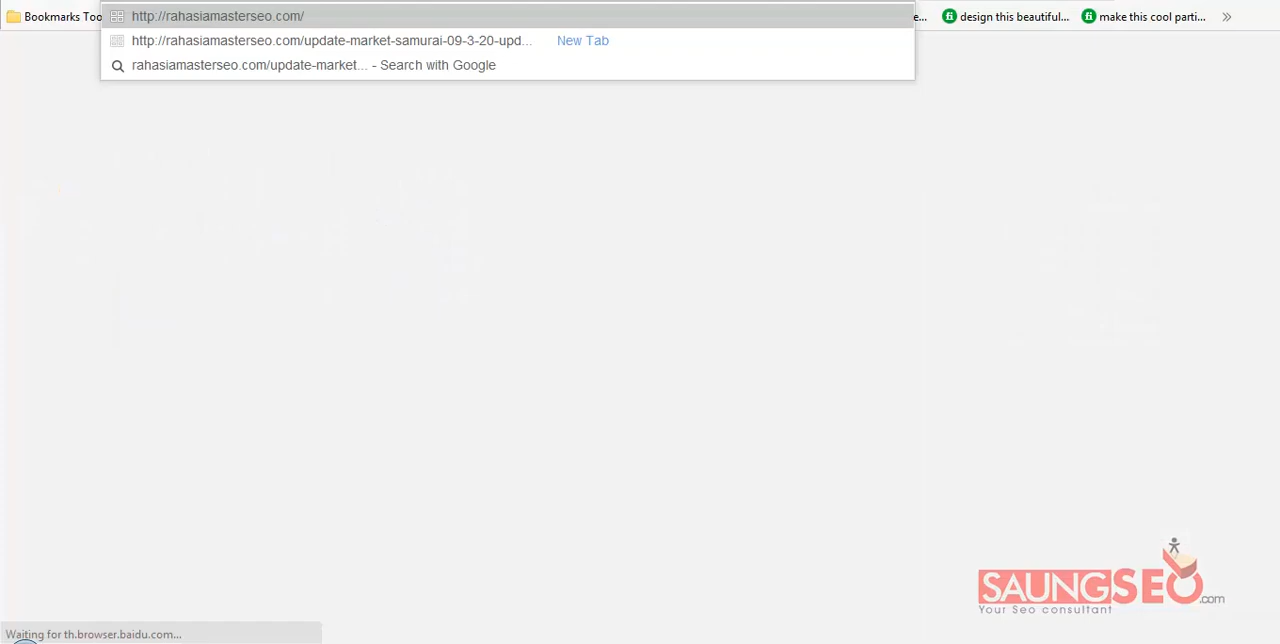 Bookmarks Too
http://rahasiamasterseo.com/
e...
design this beautiful...
make this cool parti...
http://rahasiamasterseo.com/update-market-samurai-09-3-20-upd... New Tab
rahasiamasterseo.com/update-market... - Search with Google
SAUNGSEO.com
Your Seo consultant
Waiting for th.browser.baidu.com...